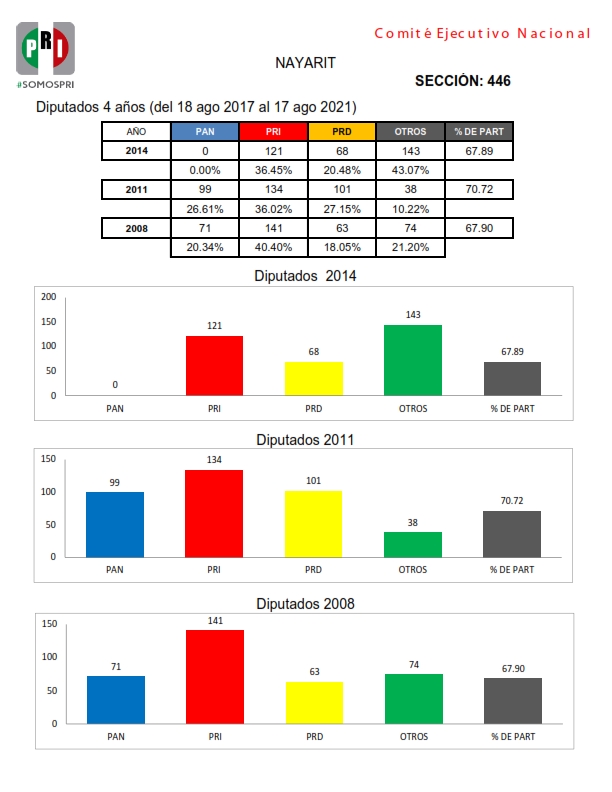 Comité Ejecutivo Nacional
PRI
#SOMOSPRI
NAYARIT
SECCIÓN: 446
Diputados 4 años (del 18 ago 2017 al 17 ago 2021)
AÑO PAN PRI PRD OTROS % DE PART
2014 0 121 68 143 67.89
0.00% 36.45% 20.48% 43.07%
2011 99 134 101 38 70.72
26.61% 36.02% 27.15% 10.22%
2008 71 141 63 74 67.90
20.34% 40.40% 18.05% 21.20%
Diputados 2014
200
150
100
50
0
0 121 68 143 67.89
PAN PRI PRD OTROS % DE PART
Diputados 2011
150
100
50
0
99 134 101 38 70.72
PAN PRI PRD OTROS % DE PART
Diputados 2008
150
100
50
0
71 141 63 74 67.90
PAN PRI PRD OTROS % DE PART